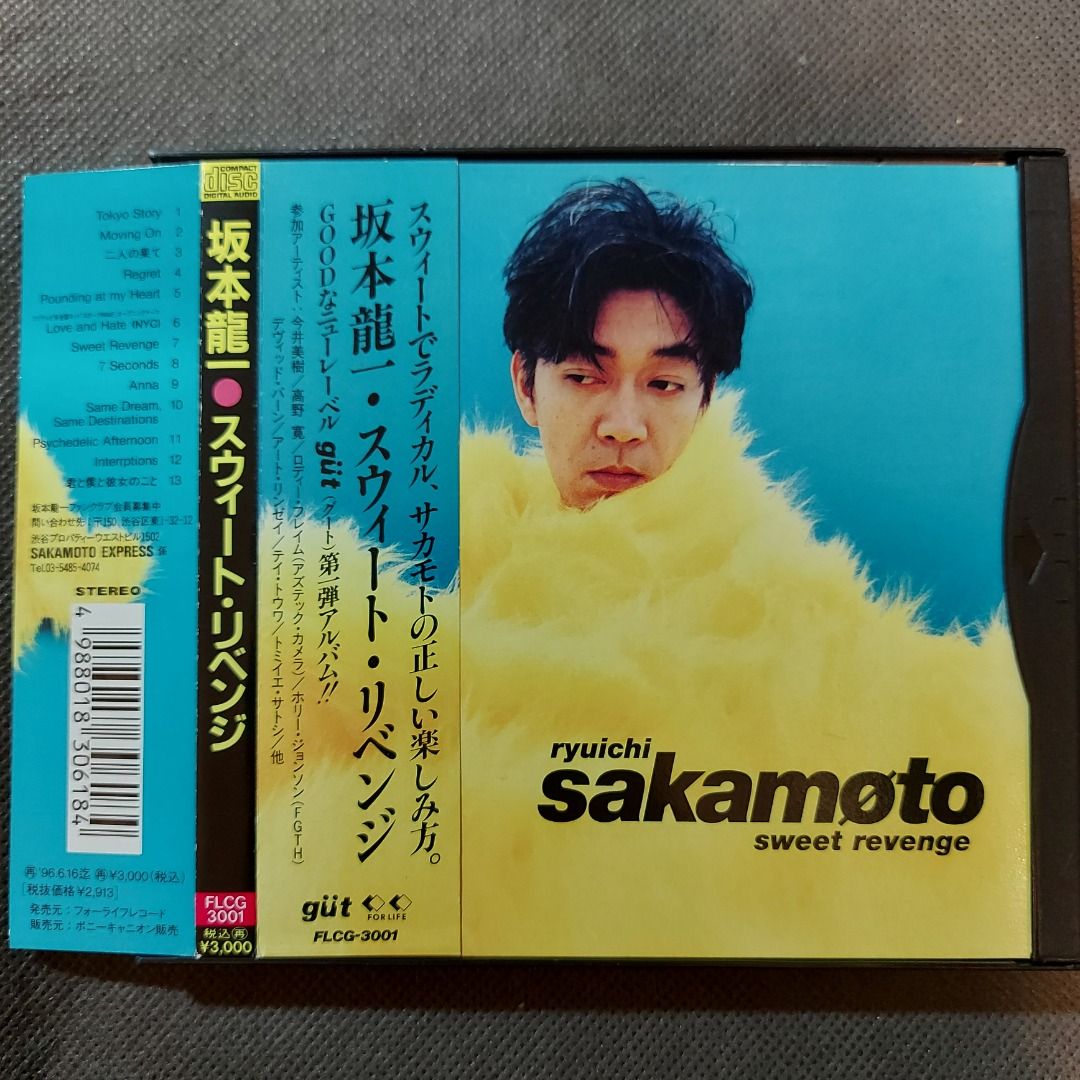 Tokyo Story 1
Moving On 2
二人の果て 3
Regret 4
Pounding at my Heart 5
Love and Hate (NYC) 6
Sweet Revenge 7
7 Seconds 8
Anna 9
Same Dream, 10
Same Destinations
Psychedelic Afternoon 11
Interrptions 12
君と僕と彼女のこと 13
坂本龍一ファンクラブ会員募集中
問い合わせ先:〒150, 渋谷区東1-32-12
渋谷プロパティーウエストビル1502
SAKAMOTO EXPRESS 係
Tel.03-5485-4074
STEREO
4 988018 306184
再'96.6.16迄 再¥3,000(税込)
[税抜価格¥2,913]
発売元:フォーライフレコード
販売元:ポニーキャニオン販売
COMPACT
disc
DIGITAL AUDIO
坂本龍一●スウィート・リベンジ
FLCG
3001
税込再
¥3,000
スウィートでラディカル、サカモトの正しい楽しみ方。
坂本龍一・スウィート・リベンジ
GOODなニューレーベル güt(グート)第一弾アルバム!!
参加アーティスト:今井美樹/高野 寛/ロディー・フレイム(アズテック・カメラ)/ホリー・ジョンソン(FGTH)
デヴィッド・バーン/アート・リンゼイ/テイ・トウワ/トミイエ・サトシ/他
güt
FOR LIFE
FLCG-3001
ryuichi
sakamøto
sweet revenge